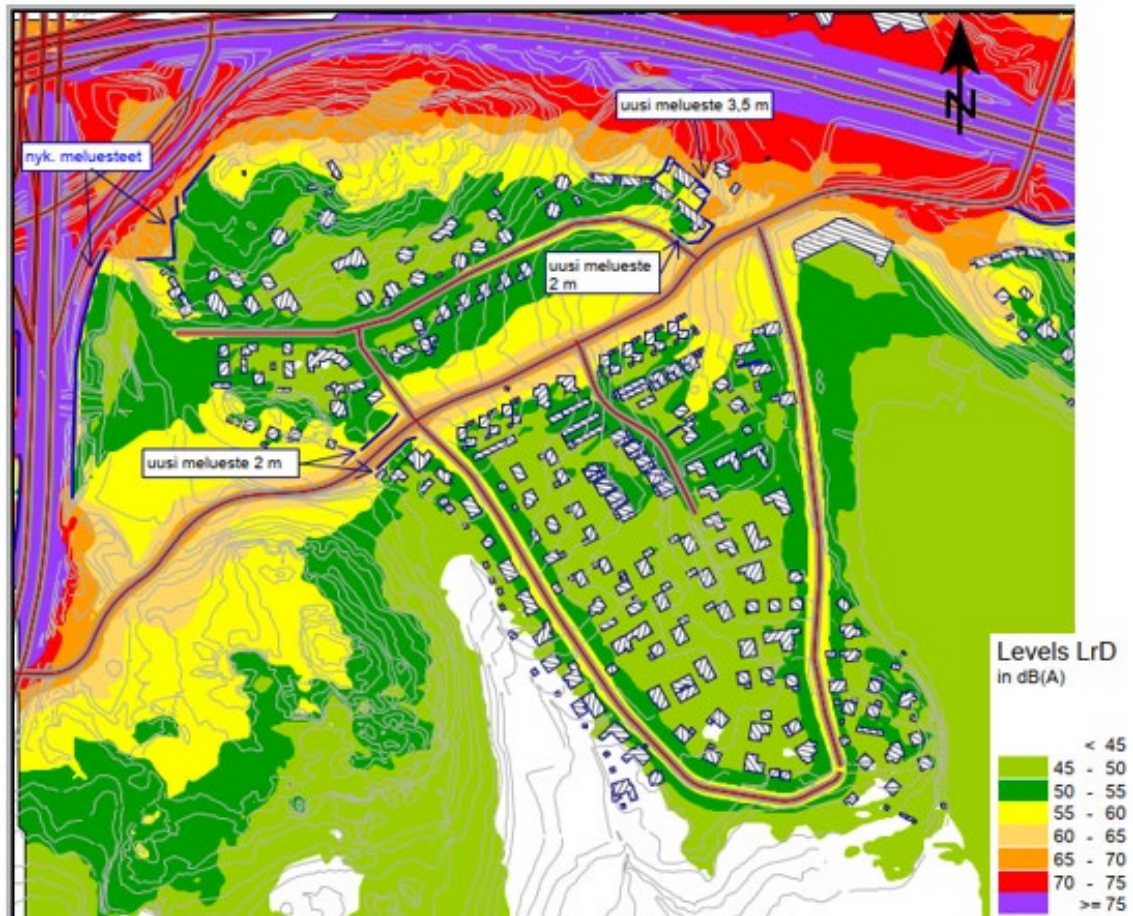 uusi melueste 3,5 m
N
nyk. melueesteet
uusi melueste
2 m
uusi melueste 2 m
Levels LrD
in dB(A)
< 45
45 - 50
50 - 55
55 - 60
60 - 65
65 - 70
70 - 75
>= 75